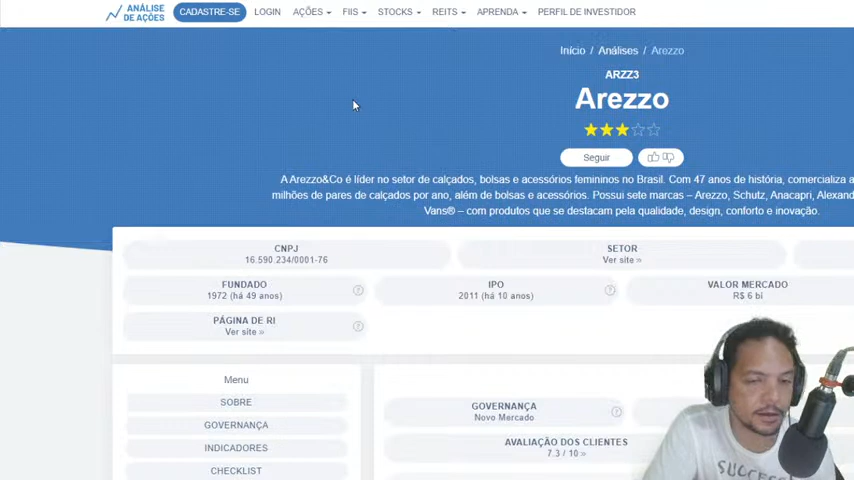 ANÁLISE
DE AÇÕES
CADASTRE-SE
LOGIN
AÇÕES
FIIS
STOCKS
REITS
APRENDA
PERFIL DE INVESTIDOR
Início / Análises / Arezzo
ARZZ3
Arezzo
Seguir
A Arezzo&Co é líder no setor de calçados, bolsas e acessórios femininos no Brasil. Com 47 anos de história, comercializa a
milhões de pares de calçados por ano, além de bolsas e acessórios. Possui sete marcas – Arezzo, Schutz, Anacapri, Alexand
Vans® – com produtos que se destacam pela qualidade, design, conforto e inovação.
CNPJ
16.590.234/0001-76
SETOR
Ver site »
FUNDADO
1972 (há 49 anos)
IPO
2011 (há 10 anos)
VALOR MERCADO
R$ 6 bi
PÁGINA DE RI
Ver site »
Menu
SOBRE
GOVERNANÇA
INDICADORES
CHECKLIST
GOVERNANÇA
Novo Mercado
AVALIAÇÃO DOS CLIENTES
7.3 / 10 »